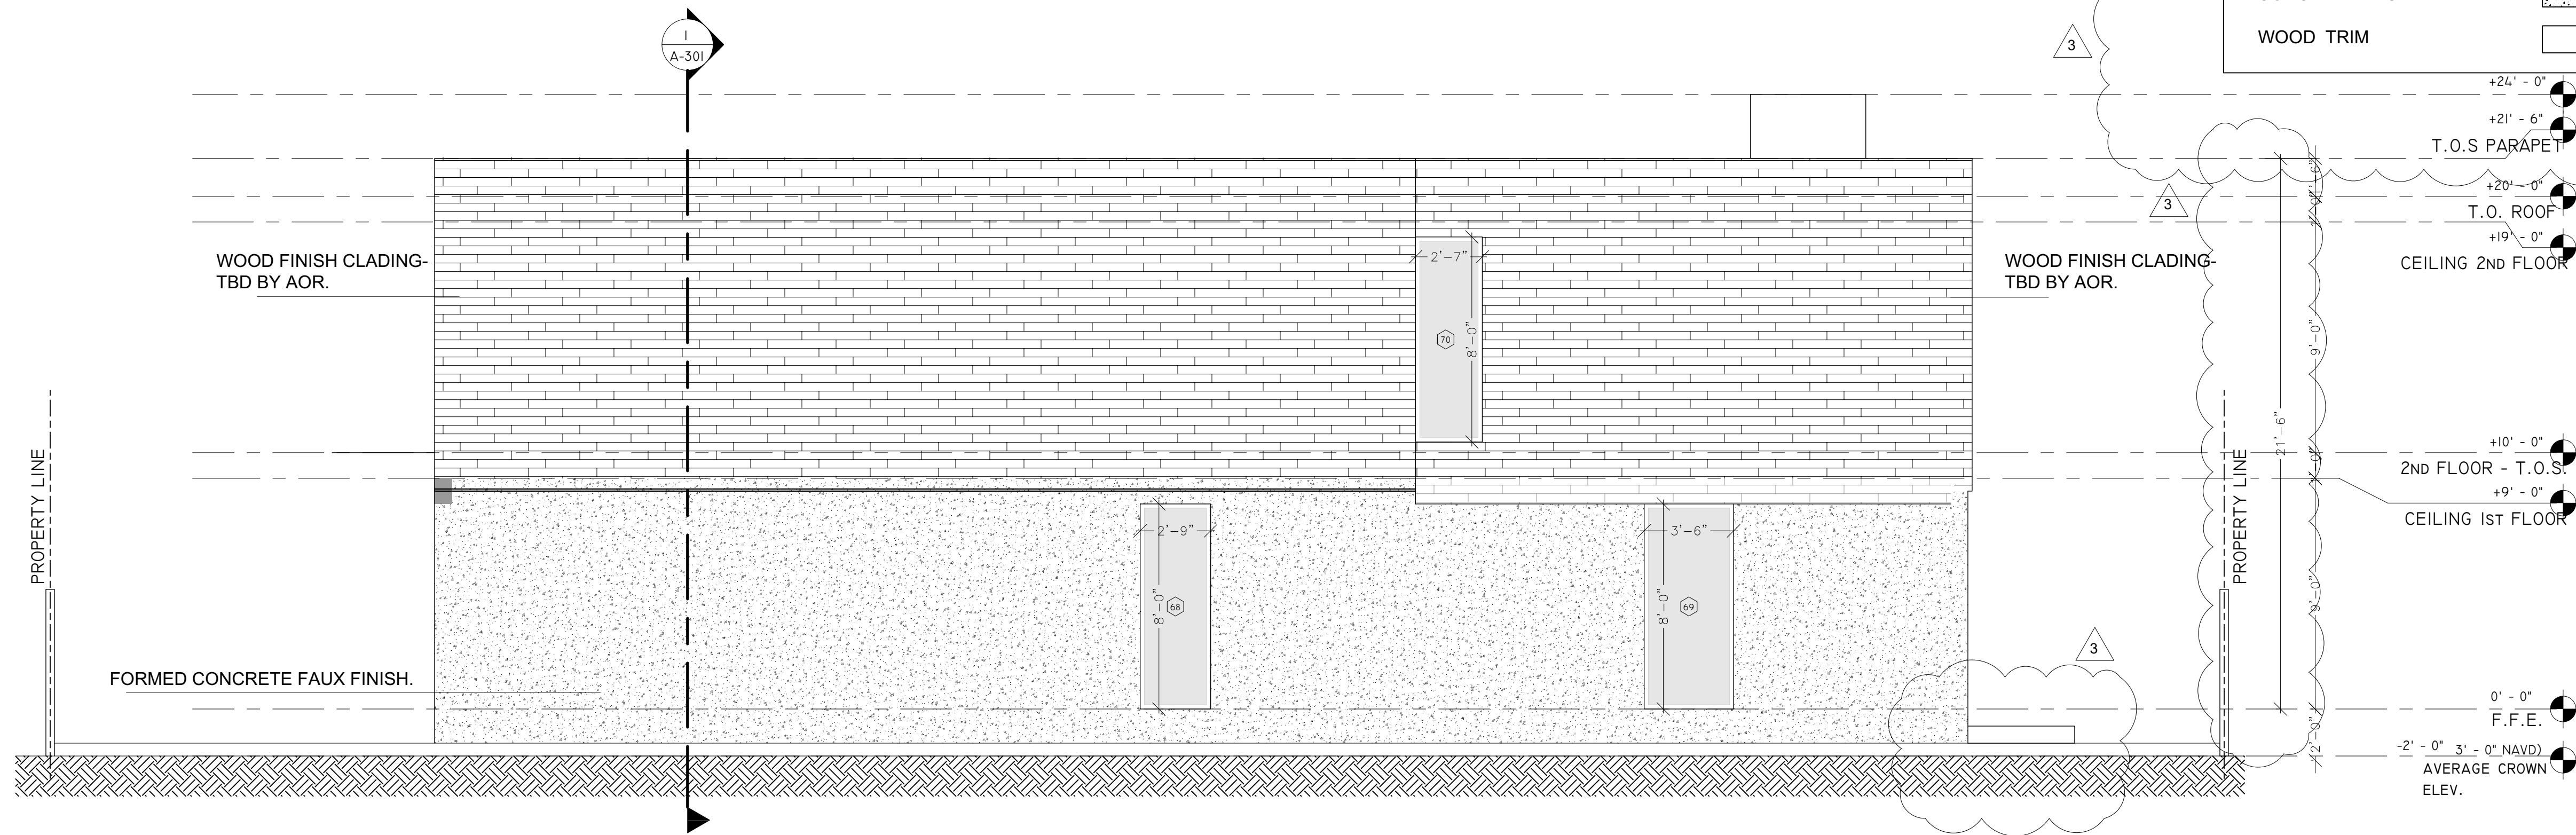 1
A-301
3
WOOD TRIM
+24' - 0"
+21' - 6"
T.O.S PARAPET
+20' - 0"
T.O. ROOF
3
+19' - 0"
CEILING 2ND FLOOR
WOOD FINISH CLADING-
TBD BY AOR.
WOOD FINISH CLADING-
TBD BY AOR.
2'-7"
8'-0"
70
9'-0"
21'-6"
+10' - 0"
2ND FLOOR - T.O.S.
+9' - 0"
CEILING 1ST FLOOR
PROPERTY LINE
PROPERTY LINE
2'-9"
8'-0"
68
3'-6"
8'-0"
69
9'-0"
FORMED CONCRETE FAUX FINISH.
3
0' - 0"
F.F.E.
2'-0"
-2' - 0" 3' - 0" NAVD)
AVERAGE CROWN
ELEV.